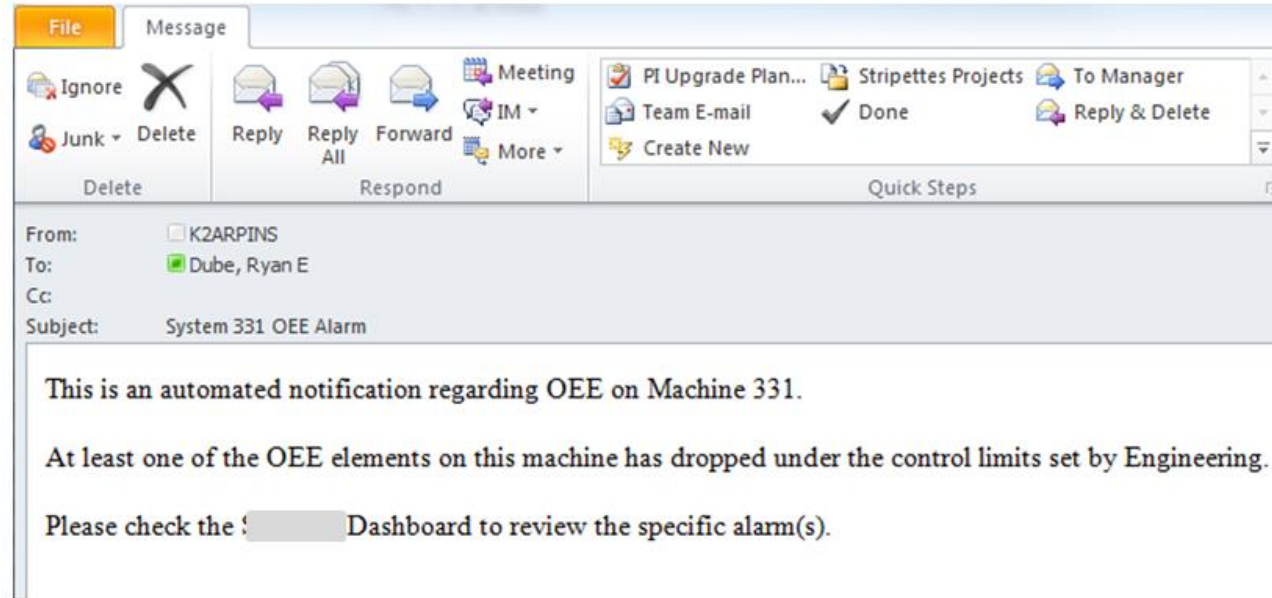 File Message
Ignore Meeting PI Upgrade Plan... Stripettes Projects To Manager
Junk Delete Reply Reply All Forward IM Team E-mail Done Reply & Delete
More Create New
Delete Respond Quick Steps
From: K2ARPINS
To: Dube, Ryan E
Cc:
Subject: System 331 OEE Alarm
This is an automated notification regarding OEE on Machine 331.
At least one of the OEE elements on this machine has dropped under the control limits set by Engineering.
Please check the Dashboard to review the specific alarm(s).